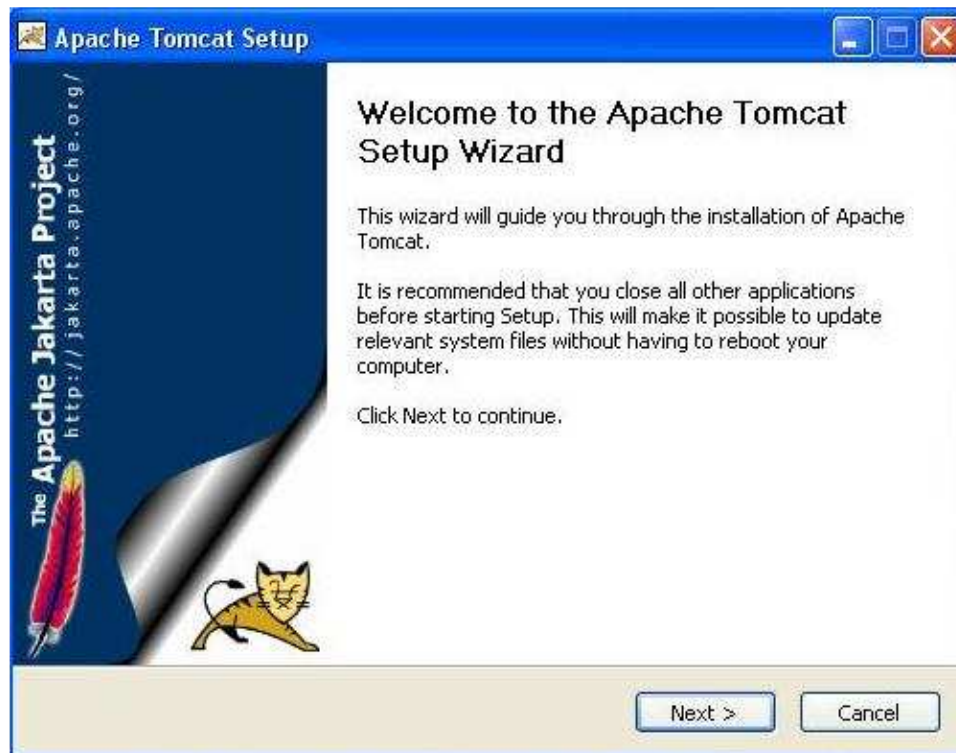 Apache Tomcat Setup
The Apache Jakarta Project
http://jakarta.apache.org/
Welcome to the Apache Tomcat
Setup Wizard
This wizard will guide you through the installation of Apache
Tomcat.
It is recommended that you close all other applications
before starting Setup. This will make it possible to update
relevant system files without having to reboot your
computer.
Click Next to continue.
Next >
Cancel